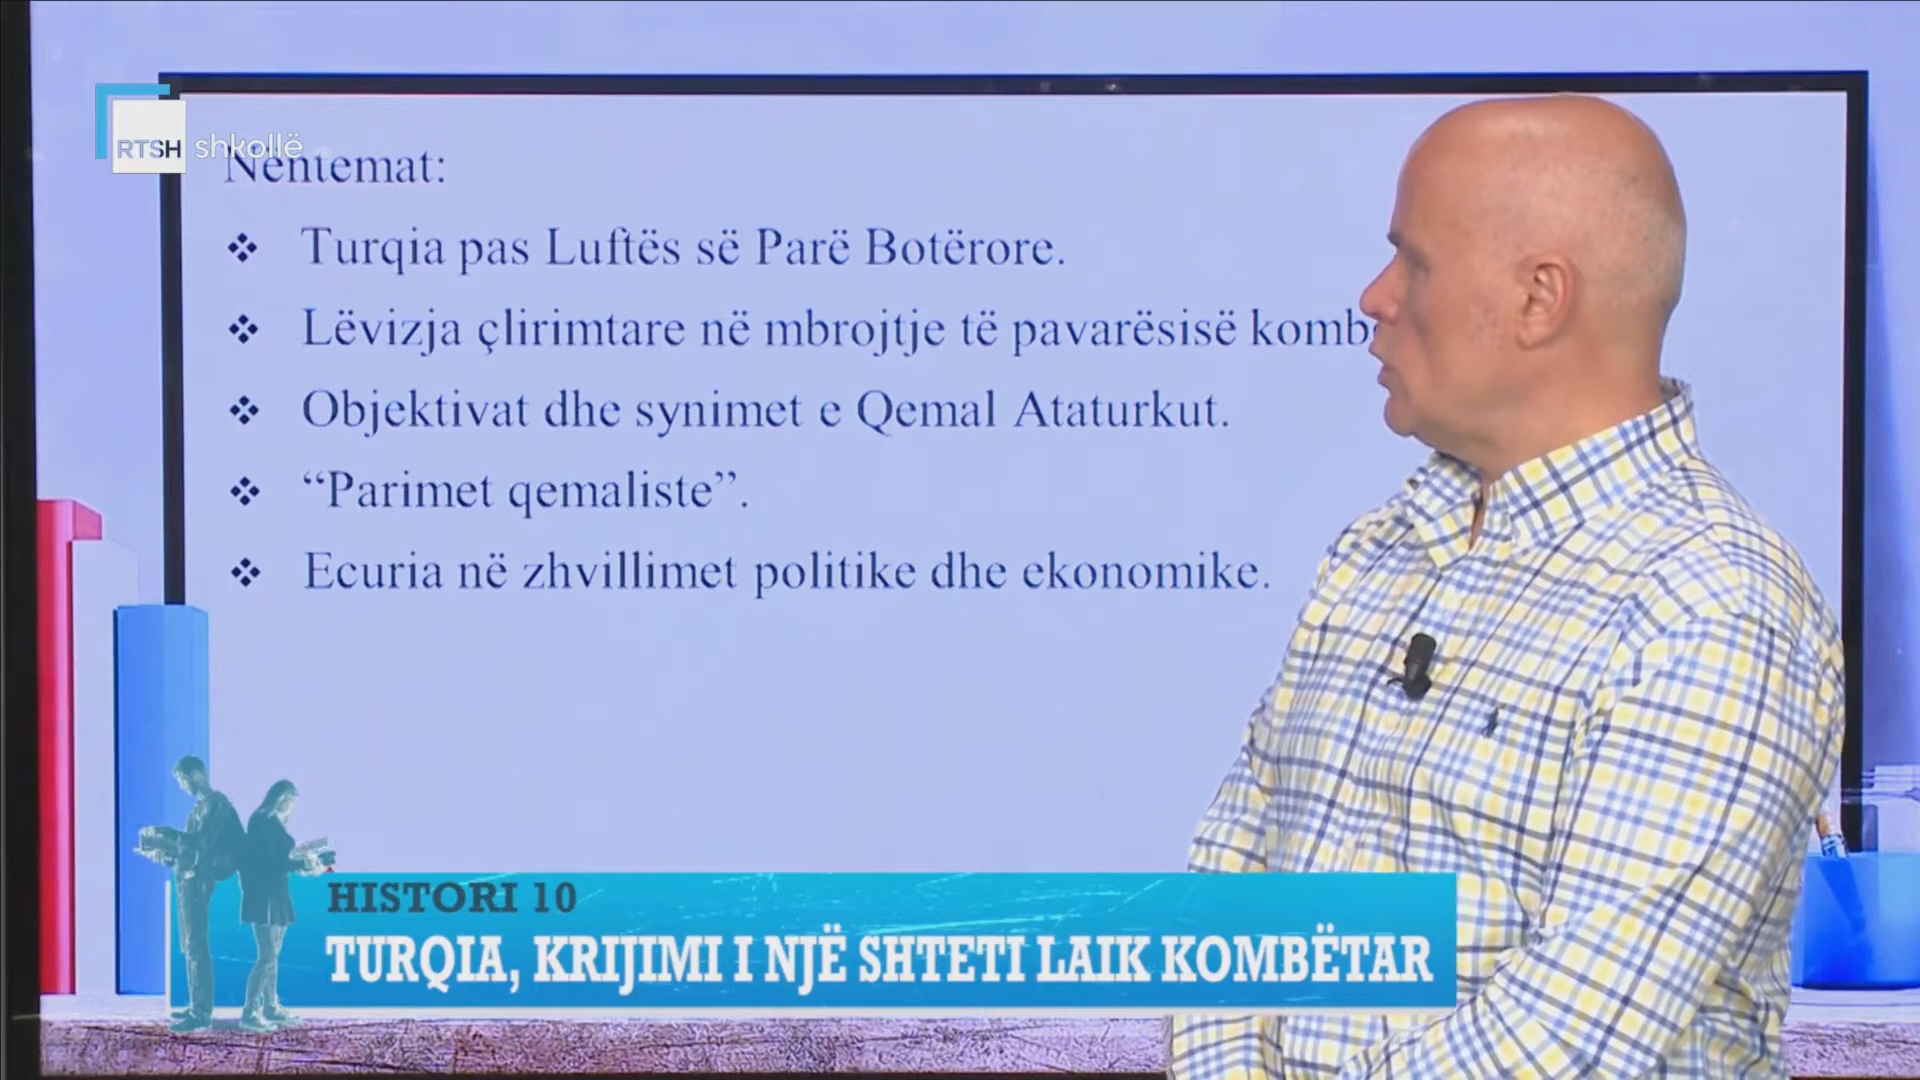 RTSH shkollë
Nëntemat:
Turqia pas Luftës së Parë Botërore.
Lëvizja çlirimtare në mbrojtje të pavarësisë
Objektivat dhe synimet e Qemal Ataturkut.
“Parimet qemaliste”.
Ecuria në zhvillimet politike dhe ekonomike.
HISTORI 10
TURQIA, KRIJIMI I NJË SHTETI LAIK KOMBËTAR